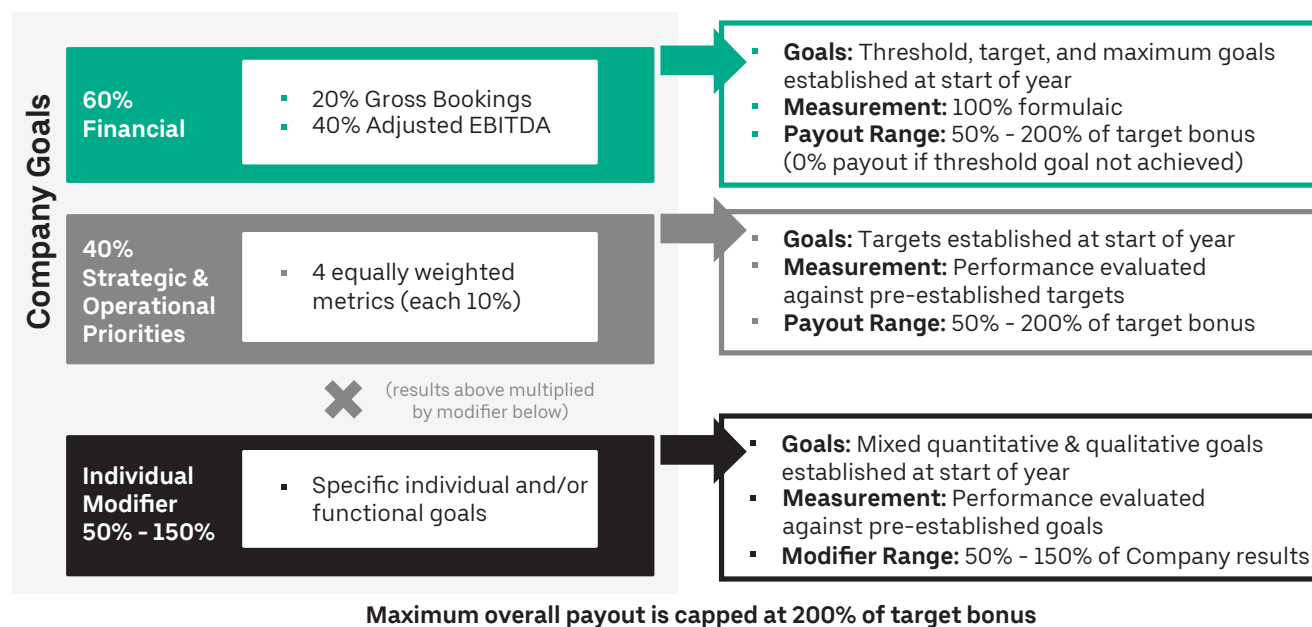 Company Goals
60%
Financial
▪ 20% Gross Bookings
▪ 40% Adjusted EBITDA
▪ Goals: Threshold, target, and maximum goals
established at start of year
▪ Measurement: 100% formulaic
▪ Payout Range: 50% - 200% of target bonus
(0% payout if threshold goal not achieved)
40%
Strategic &
Operational
Priorities
▪ 4 equally weighted
metrics (each 10%)
▪ Goals: Targets established at start of year
▪ Measurement: Performance evaluated
against pre-established targets
▪ Payout Range: 50% - 200% of target bonus
(results above multiplied
by modifier below)
Individual
Modifier
50% - 150%
▪ Specific individual and/or
functional goals
▪ Goals: Mixed quantitative & qualitative goals
established at start of year
▪ Measurement: Performance evaluated
against pre-established goals
▪ Modifier Range: 50% - 150% of Company results
Maximum overall payout is capped at 200% of target bonus